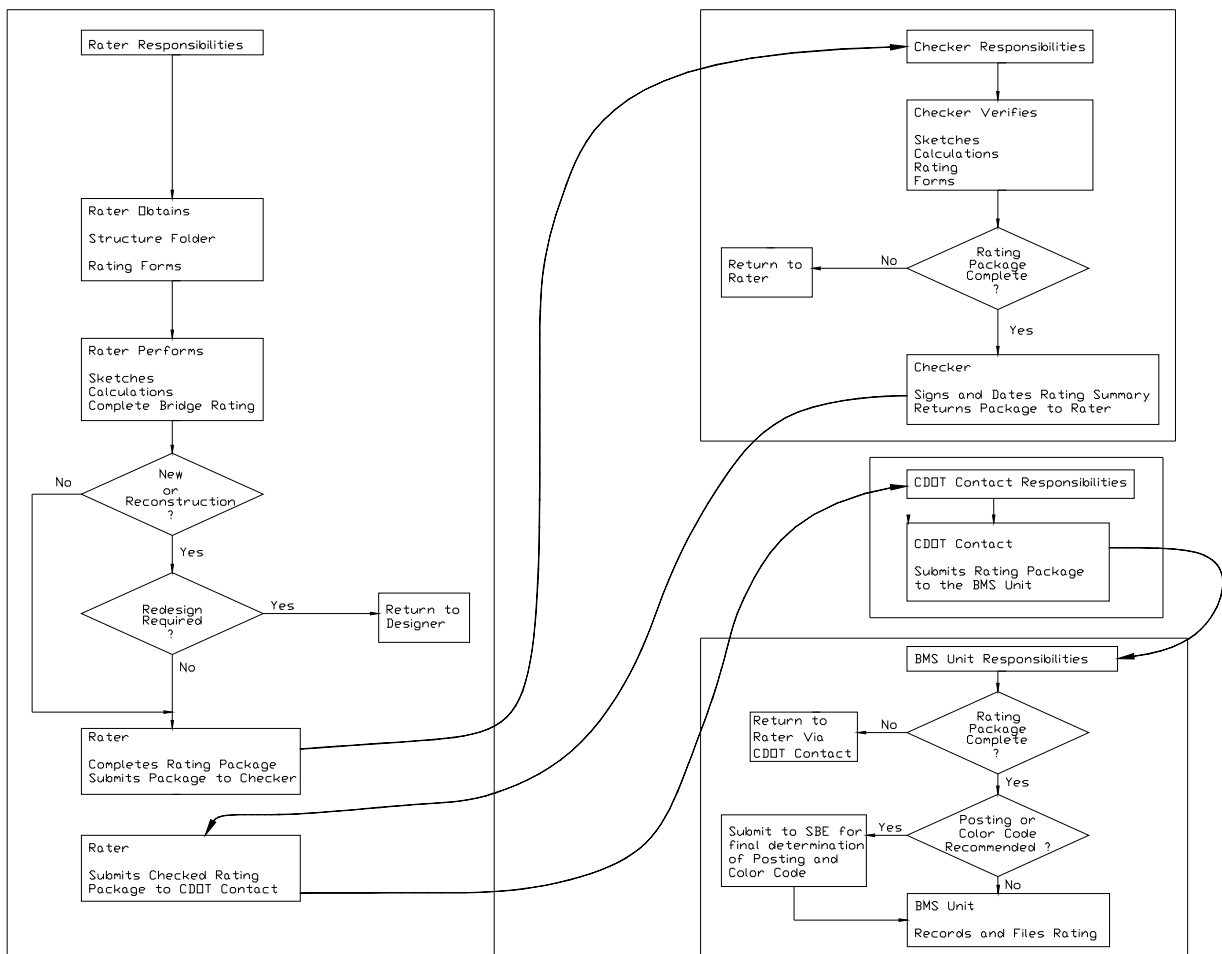 Rater Responsibilities
Rater Obtains
Structure Folder
Rating Forms
Rater Performs
Sketches
Calculations
Complete Bridge Rating
New
or
Reconstruction
?
No
Yes
Redesign
Required
?
Yes
Return to
Designer
No
Rater
Completes Rating Package
Submits Package to Checker
Rater
Submits Checked Rating
Package to CDOT Contact
Checker Responsibilities
Checker Verifies
Sketches
Calculations
Rating
Forms
Rating
Package
Complete
?
No
Return to
Rater
Yes
Checker
Signs and Dates Rating Summary
Returns Package to Rater
CDOT Contact Responsibilities
CDOT Contact
Submits Rating Package
to the BMS Unit
BMS Unit Responsibilities
Rating
Package
Complete
?
No
Return to
Rater Via
CDOT Contact
Yes
Posting or
Color Code
Recommended ?
Yes
Submit to SBE for
final determination
of Posting and
Color Code
No
BMS Unit
Records and Files Rating